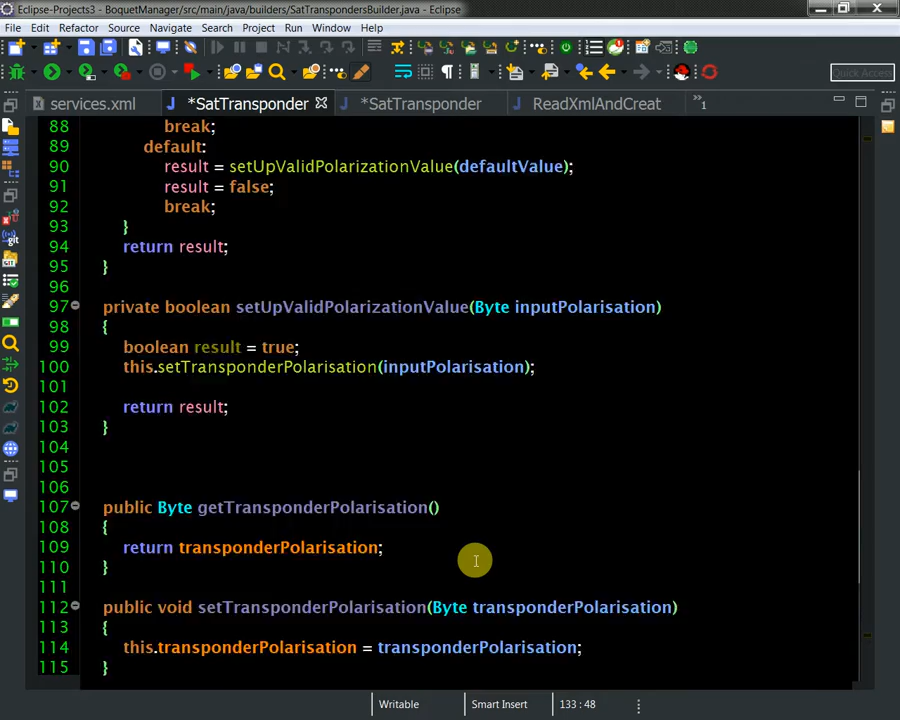 Eclipse-Projects3 - BoquetManager/src/main/java/builders/SatTranspondersBuilder.java - Eclipse
File Edit Refactor Source Navigate Search Project Run Window Help
Quick Access
services.xml *SatTransponder *SatTransponder ReadXmlAndCreat »1
88 break;
89 default:
90 result = setUpValidPolarizationValue(defaultValue);
91 result = false;
92 break;
93 }
94 return result;
95 }
96
97 private boolean setUpValidPolarizationValue(Byte inputPolarisation)
98 {
99 boolean result = true;
100 this.setTransponderPolarisation(inputPolarisation);
101
102 return result;
103 }
104
105
106
107 public Byte getTransponderPolarisation()
108 {
109 return transponderPolarisation;
110 }
111
112 public void setTransponderPolarisation(Byte transponderPolarisation)
113 {
114 this.transponderPolarisation = transponderPolarisation;
115 }
Writable Smart Insert 133 : 48